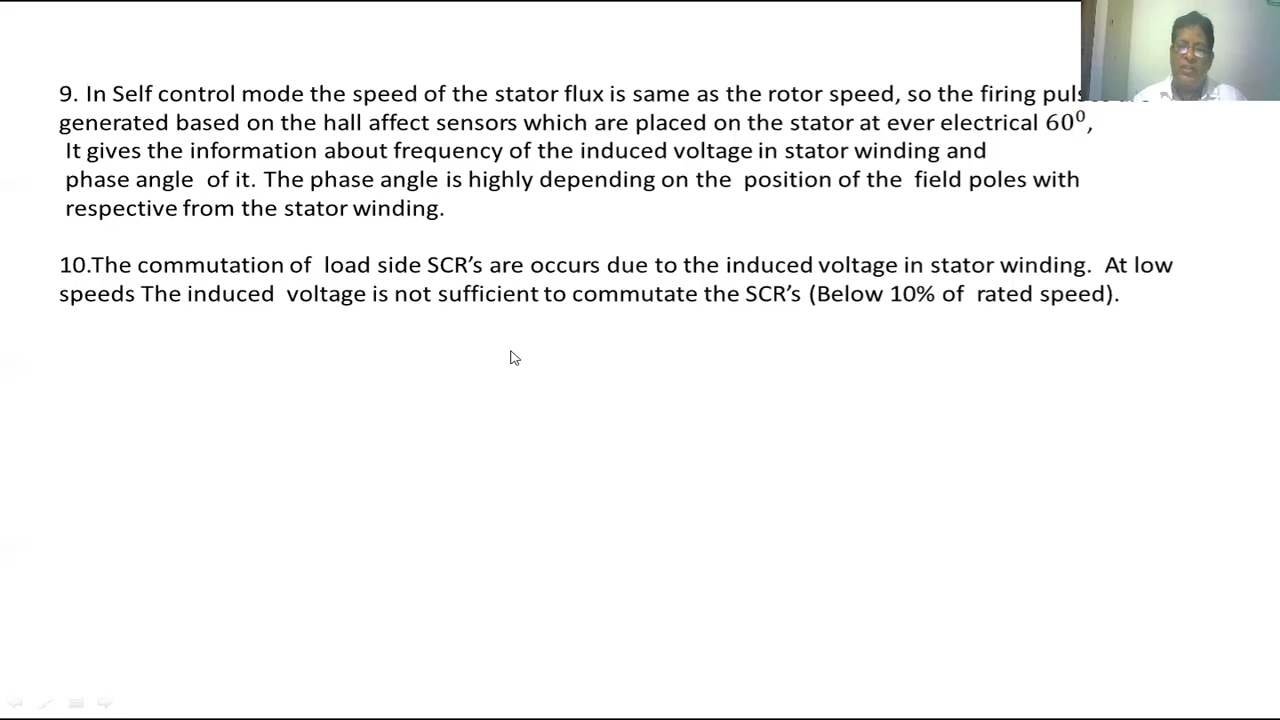 9. In Self control mode the speed of the stator flux is same as the rotor speed, so the firing
generated based on the hall affect sensors which are placed on the stator at ever electrical 60⁰,
It gives the information about frequency of the induced voltage in stator winding and
phase angle of it. The phase angle is highly depending on the position of the field poles with
respective from the stator winding.
10.The commutation of load side SCR’s are occurs due to the induced voltage in stator winding. At low
speeds The induced voltage is not sufficient to commutate the SCR’s (Below 10% of rated speed).